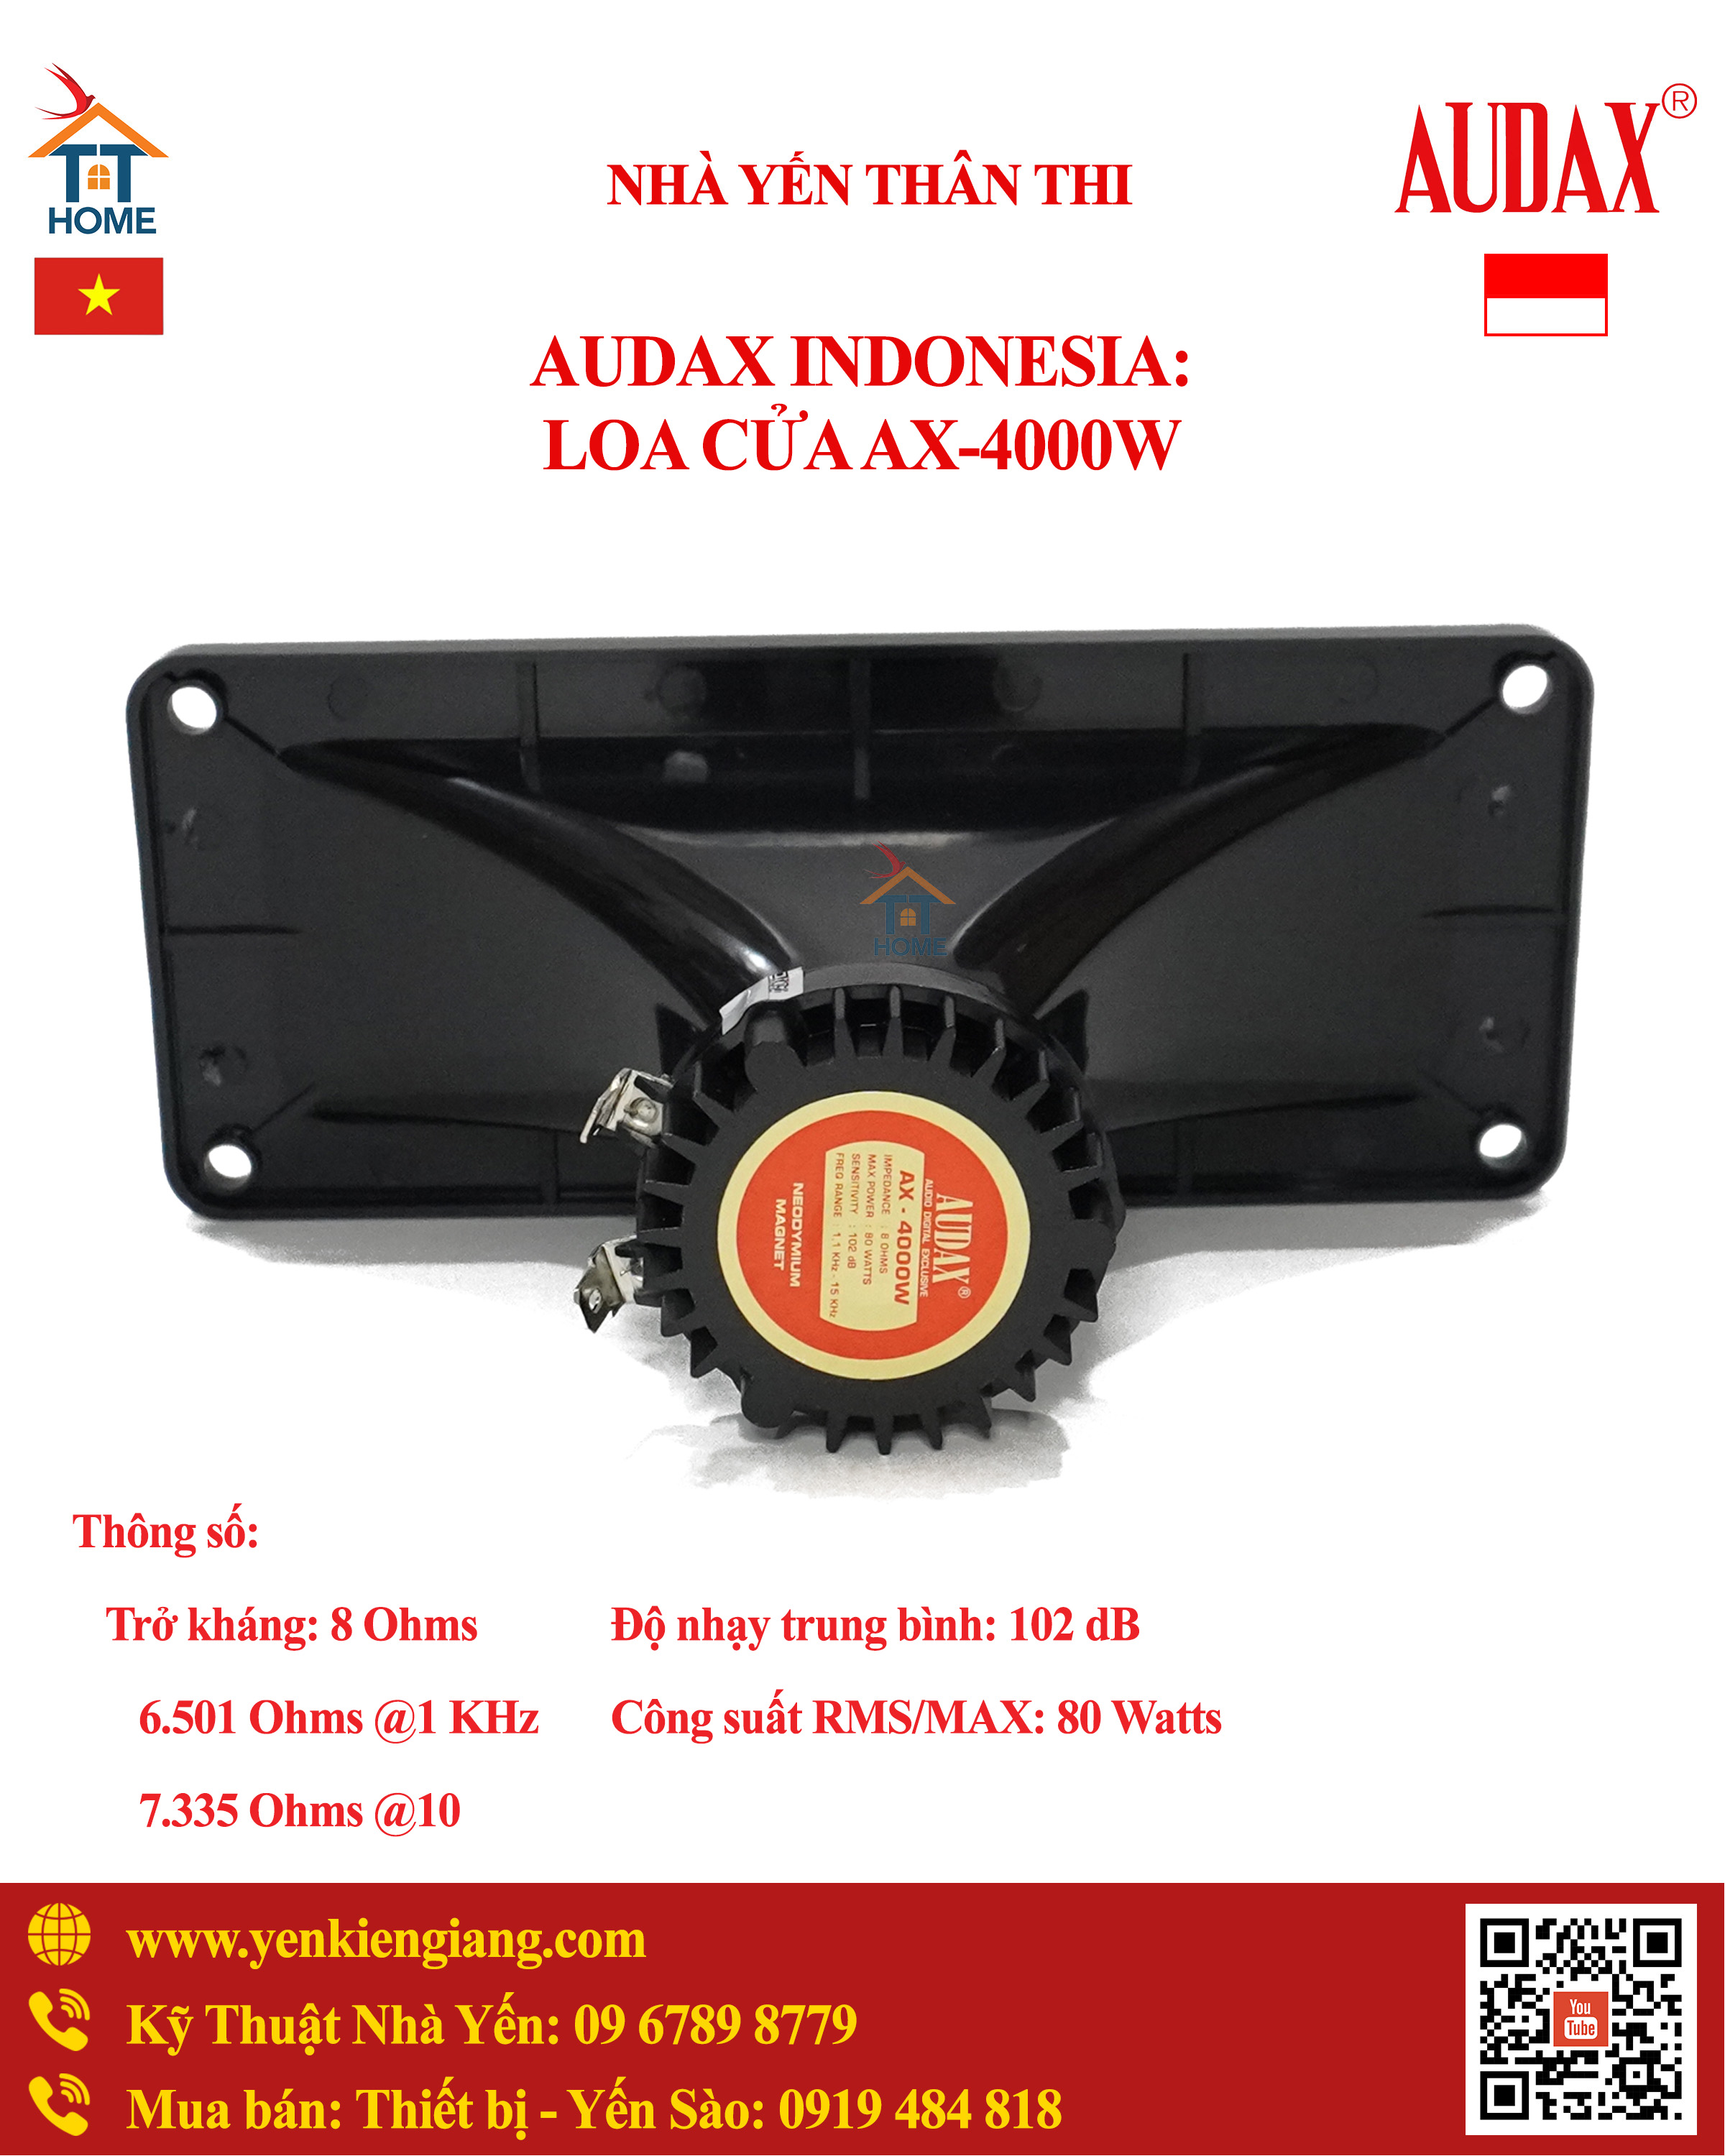 TT
HOME
AUDAX®
NHÀ YẾN THÂN THI
AUDAX INDONESIA:
LOA CỬA AX-4000W
TT
HOME
AUDAX®
AUDIO DIGITAL EXCLUSIVE
AX - 4000W
IMPEDANCE : 8 OHMS
MAX POWER : 80 WATTS
SENSITIVITY : 102 dB
FREQ RANGE : 1,1 KHz - 15 KHz
NEODYMIUM
MAGNET
Thông số:
Trở kháng: 8 Ohms
Độ nhạy trung bình: 102 dB
6.501 Ohms @1 KHz
Công suất RMS/MAX: 80 Watts
7.335 Ohms @10
www.yenkiengiang.com
Kỹ Thuật Nhà Yến: 09 6789 8779
Mua bán: Thiết bị - Yến Sào: 0919 484 818
You
Tube